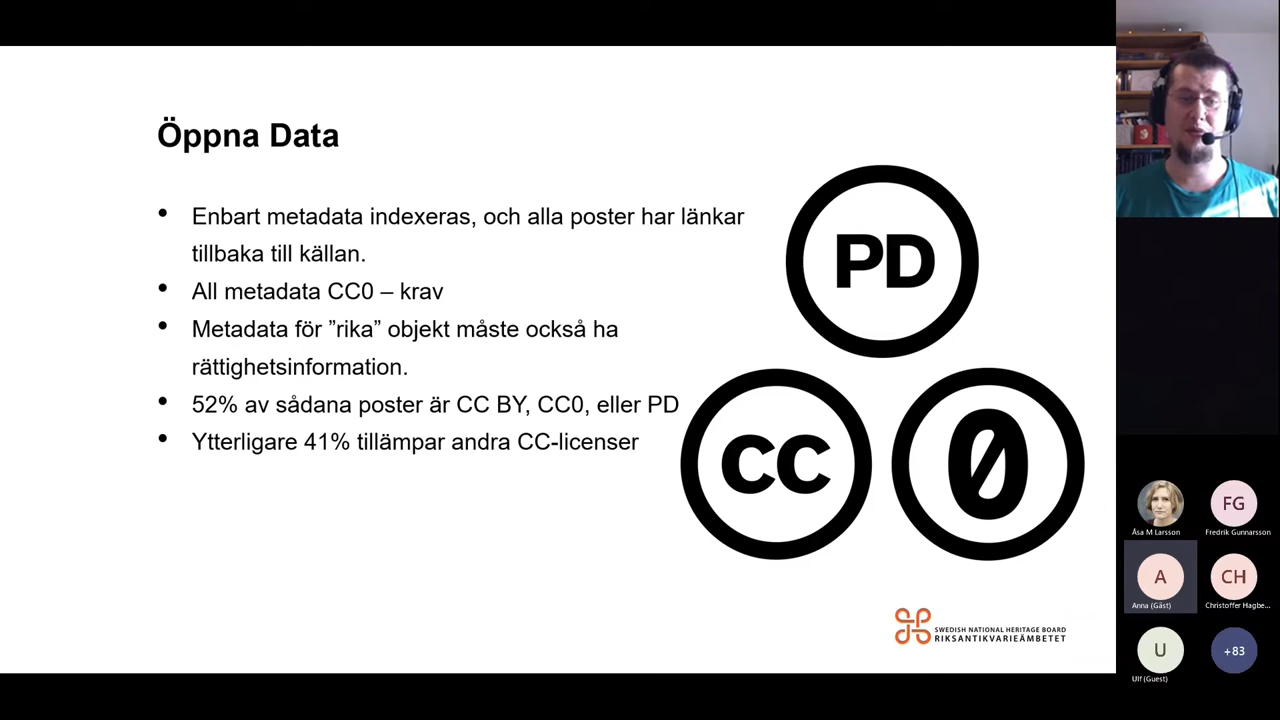 Öppna Data
• Enbart metadata indexeras, och alla poster har länkar
tillbaka till källan.
• All metadata CC0 – krav
• Metadata för ”rika” objekt måste också ha
rättighetsinformation.
• 52% av sådana poster är CC BY, CC0, eller PD
• Ytterligare 41% tillämpar andra CC-licenser
PD
CC
0
SWEDISH NATIONAL HERITAGE BOARD
RIKSANTIKVARIEÄMBETET
Åsa M Larsson
FG
Fredrik Gunnarsson
A
Anna (Gäst)
CH
Christoffer Hagbe...
U
Ulf (Guest)
+83